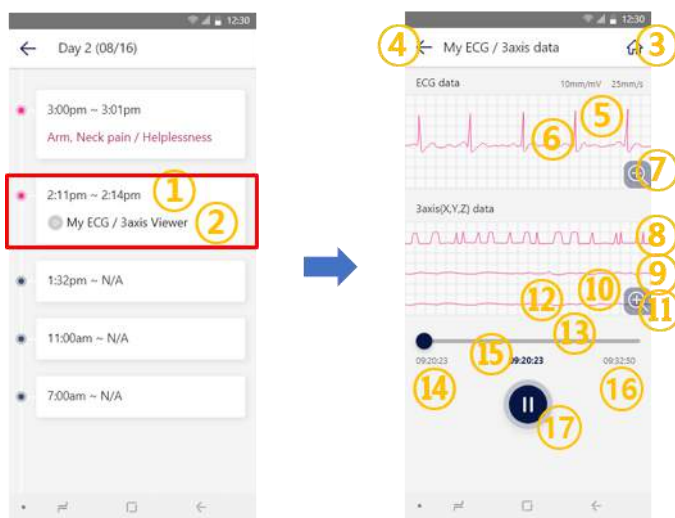 12:30
Day 2 (08/16)
3:00pm ~ 3:01pm
Arm, Neck pain / Helplessness
2:11pm ~ 2:14pm ①
My ECG / 3axis Viewer ②
1:32pm ~ N/A
11:00am ~ N/A
7:00am ~ N/A
12:30
④ My ECG / 3axis data ③
ECG data 10mm/mV 25mm/s
⑤
⑥
⑦
3axis(X,Y,Z) data
⑧
⑨
⑩
⑪
⑫
⑬
⑮
09:20:23 09:20:23 09:32:50
⑭ ⑯
⑰